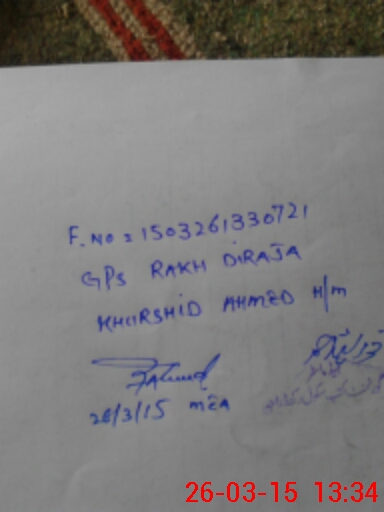 F.NO = 1503261330721
GPS RAKH DIRAJA
KHURSHID AHMED H/m
26/3/15 MEA
26-03-15 13:34